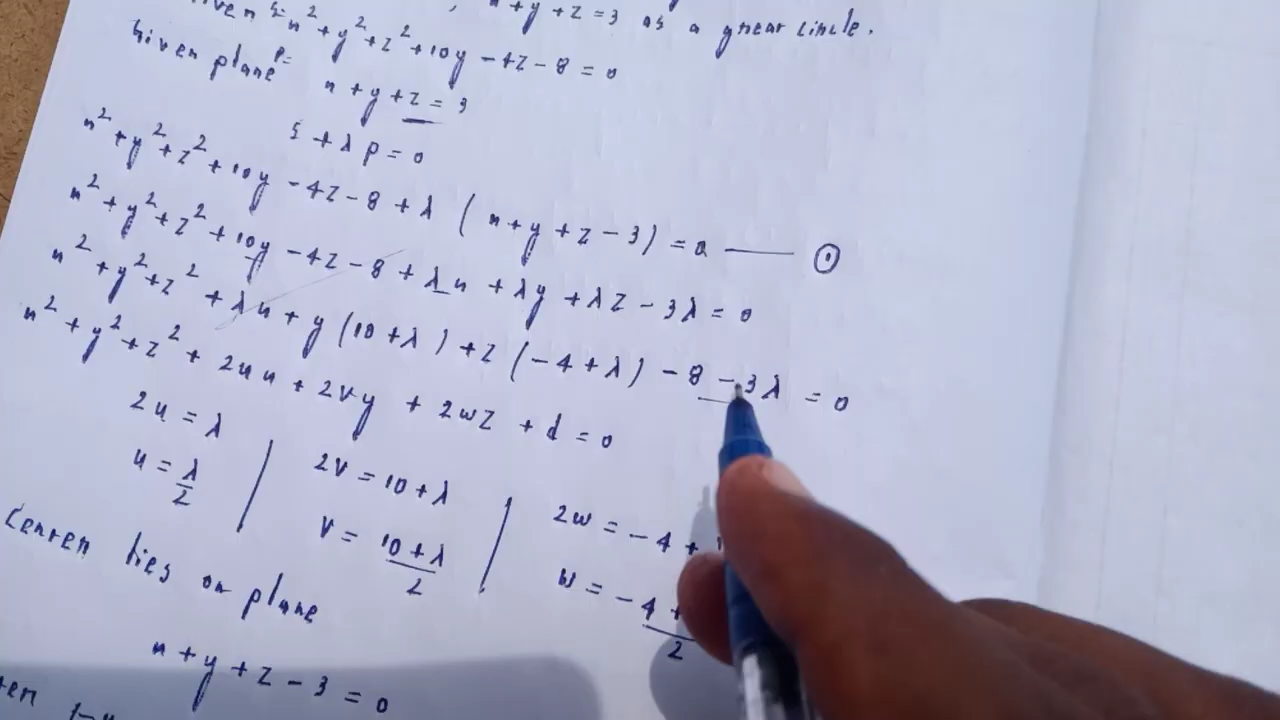 x+y+z=3 as a great circle.
Given S = x²+y²+z²+10y-4z-8=0
Given plane P= x+y+z=3
S+λp=0
x²+y²+z²+10y-4z-8+λ(x+y+z-3)=0 —— ①
x²+y²+z²+10y-4z-8+λx+λy+λz-3λ=0
x²+y²+z²+λx+y(10+λ)+z(-4+λ)-8-3λ=0
x²+y²+z²+2ux+2vy+2wz+d=0
2u=λ | 2v=10+λ | 2w=-4+
u=λ/2 | v=10+λ/2 | w=-4+/2
Center lies on plane
x+y+z-3=0